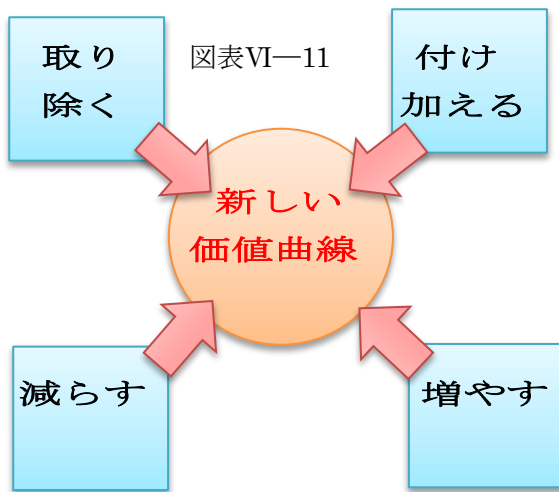 取り
除く
図表Ⅵ―11
付け
加える
新しい
価値曲線
減らす
増やす